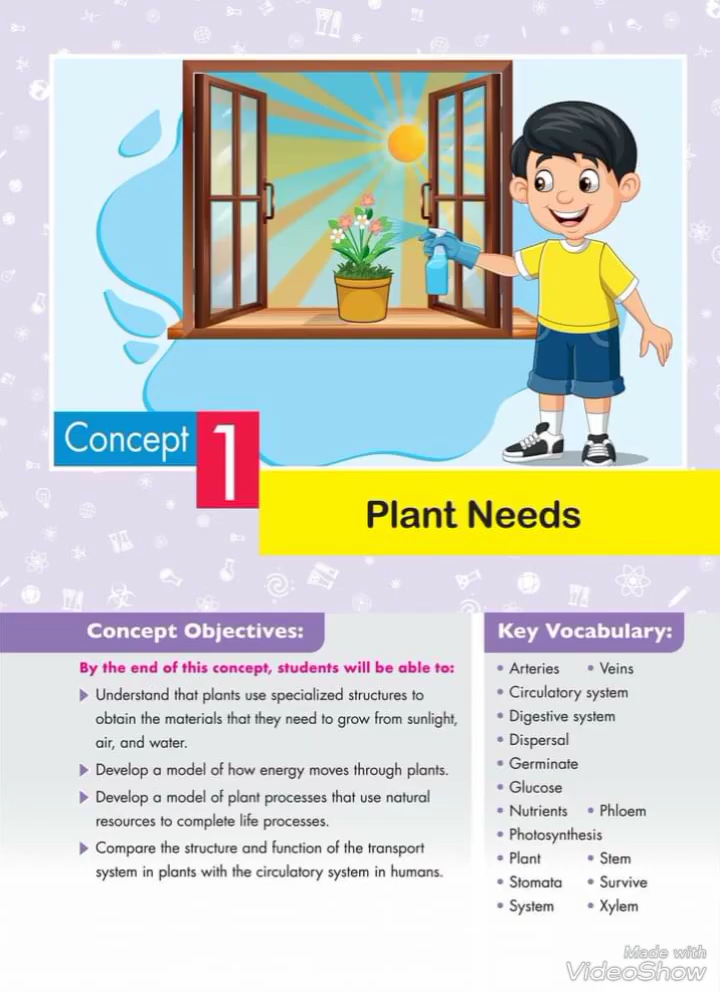 Concept 1
Plant Needs
Concept Objectives:
By the end of this concept, students will be able to:
Understand that plants use specialized structures to
obtain the materials that they need to grow from sunlight,
air, and water.
Develop a model of how energy moves through plants.
Develop a model of plant processes that use natural
resources to complete life processes.
Compare the structure and function of the transport
system in plants with the circulatory system in humans.
Key Vocabulary:
• Arteries • Veins
• Circulatory system
• Digestive system
• Dispersal
• Germinate
• Glucose
• Nutrients • Phloem
• Photosynthesis
• Plant • Stem
• Stomata • Survive
• System • Xylem
Made with
VideoShow